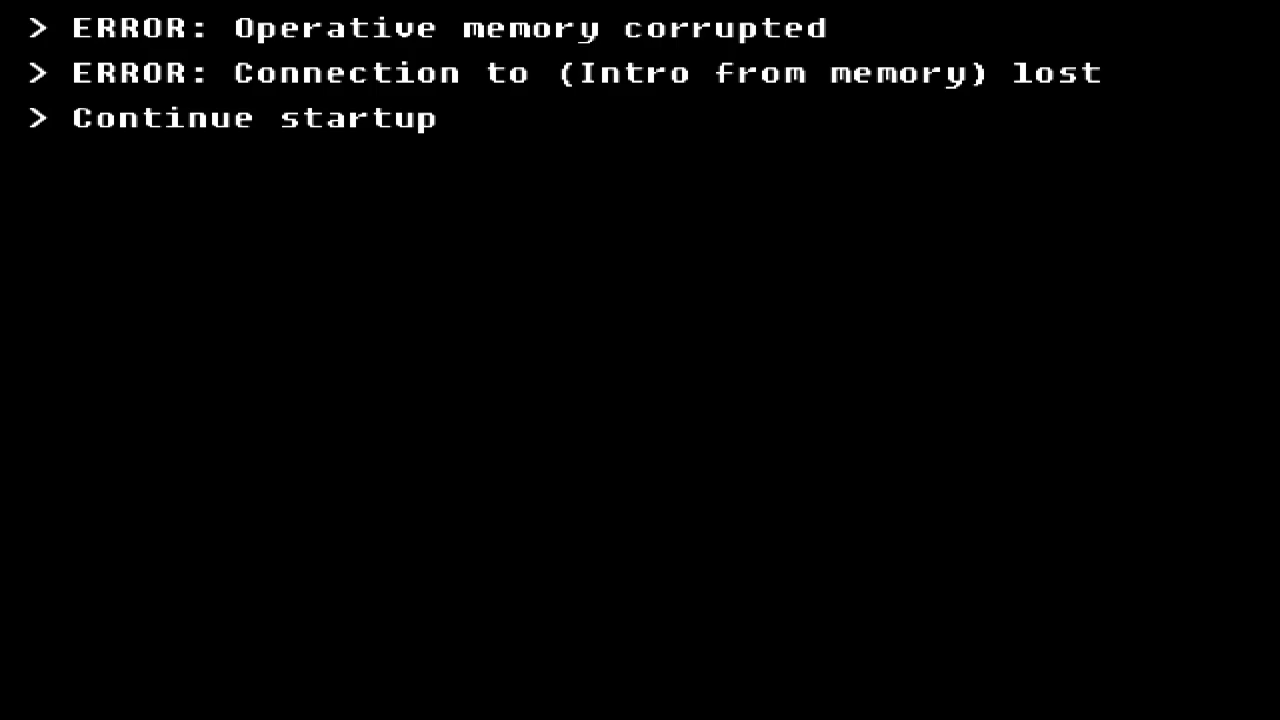 > ERROR: Operative memory corrupted
> ERROR: Connection to (Intro from memory) lost
> Continue startup